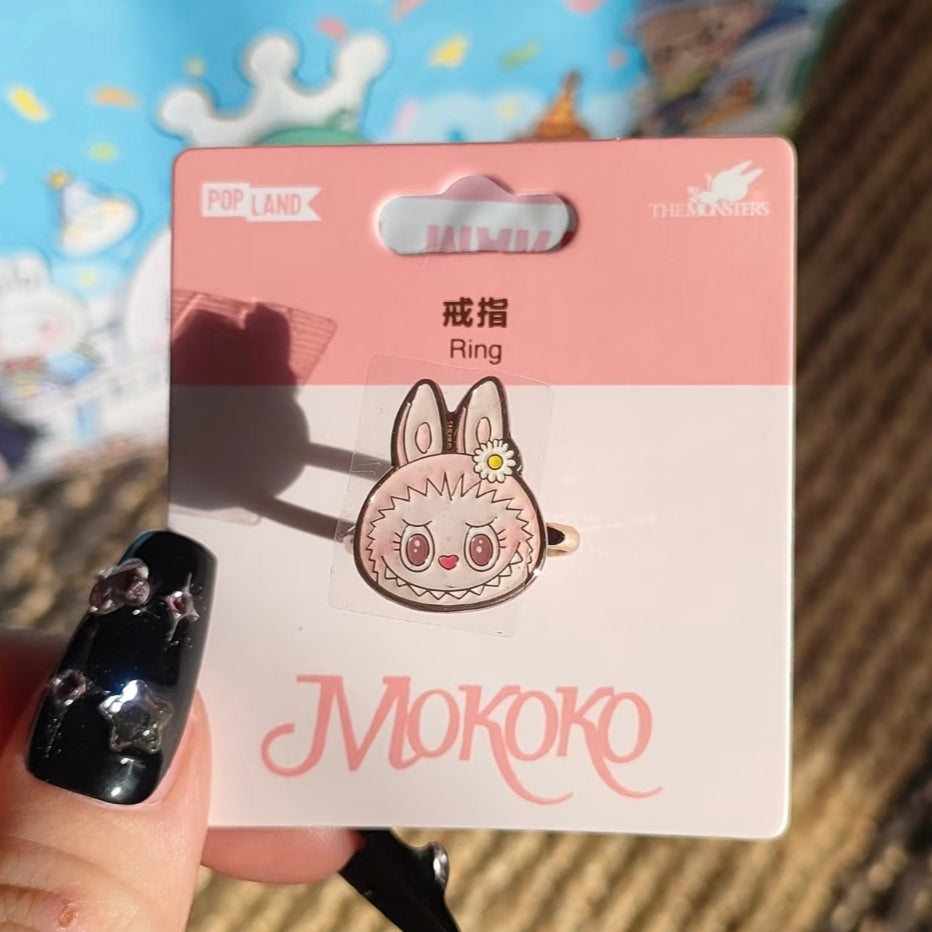 POP LAND
THE MONSTERS
戒指
Ring
MOKOKO